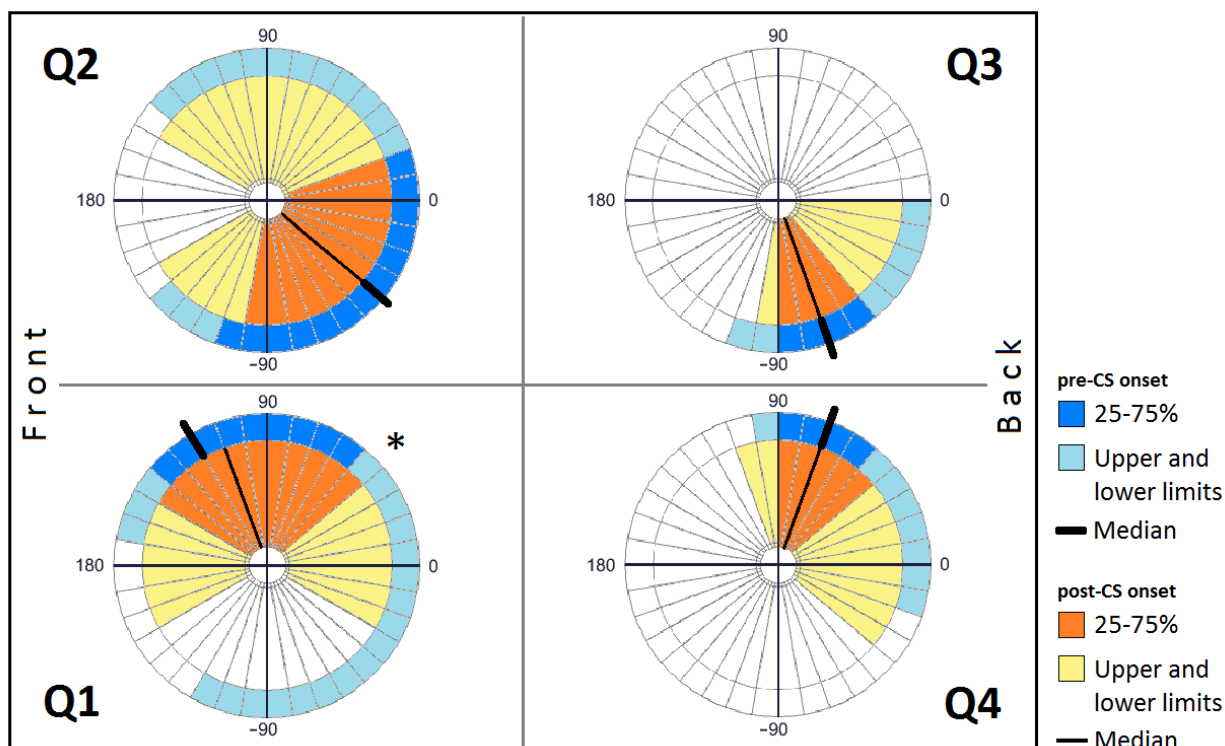 Q2
90
180
0
−90
Q3
90
180
0
−90
Front
Back
Q1
90
*
180
0
−90
Q4
90
180
0
−90
pre-CS onset
25-75%
Upper and
lower limits
Median
post-CS onset
25-75%
Upper and
lower limits
Median